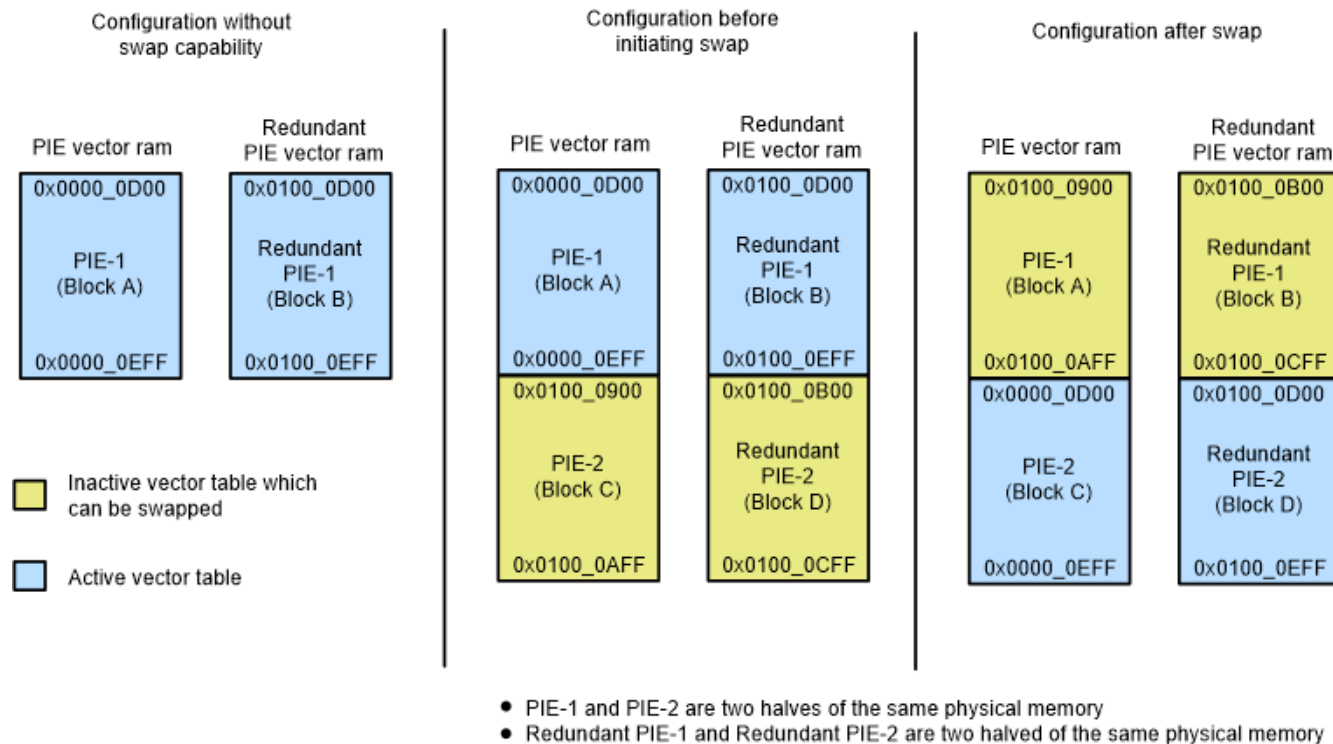 Configuration without
swap capability
PIE vector ram
Redundant
PIE vector ram
0x0000_0D00
PIE-1
(Block A)
0x0000_0EFF
0x0100_0D00
Redundant
PIE-1
(Block B)
0x0100_0EFF
Inactive vector table which
can be swapped
Active vector table
Configuration before
initiating swap
PIE vector ram
Redundant
PIE vector ram
0x0000_0D00
PIE-1
(Block A)
0x0000_0EFF
0x0100_0900
PIE-2
(Block C)
0x0100_0AFF
0x0100_0D00
Redundant
PIE-1
(Block B)
0x0100_0EFF
0x0100_0B00
Redundant
PIE-2
(Block D)
0x0100_0CFF
Configuration after swap
PIE vector ram
Redundant
PIE vector ram
0x0100_0900
PIE-1
(Block A)
0x0100_0AFF
0x0000_0D00
PIE-2
(Block C)
0x0000_0EFF
0x0100_0B00
Redundant
PIE-1
(Block B)
0x0100_0CFF
0x0100_0D00
Redundant
PIE-2
(Block D)
0x0100_0EFF
• PIE-1 and PIE-2 are two halves of the same physical memory
• Redundant PIE-1 and Redundant PIE-2 are two halved of the same physical memory